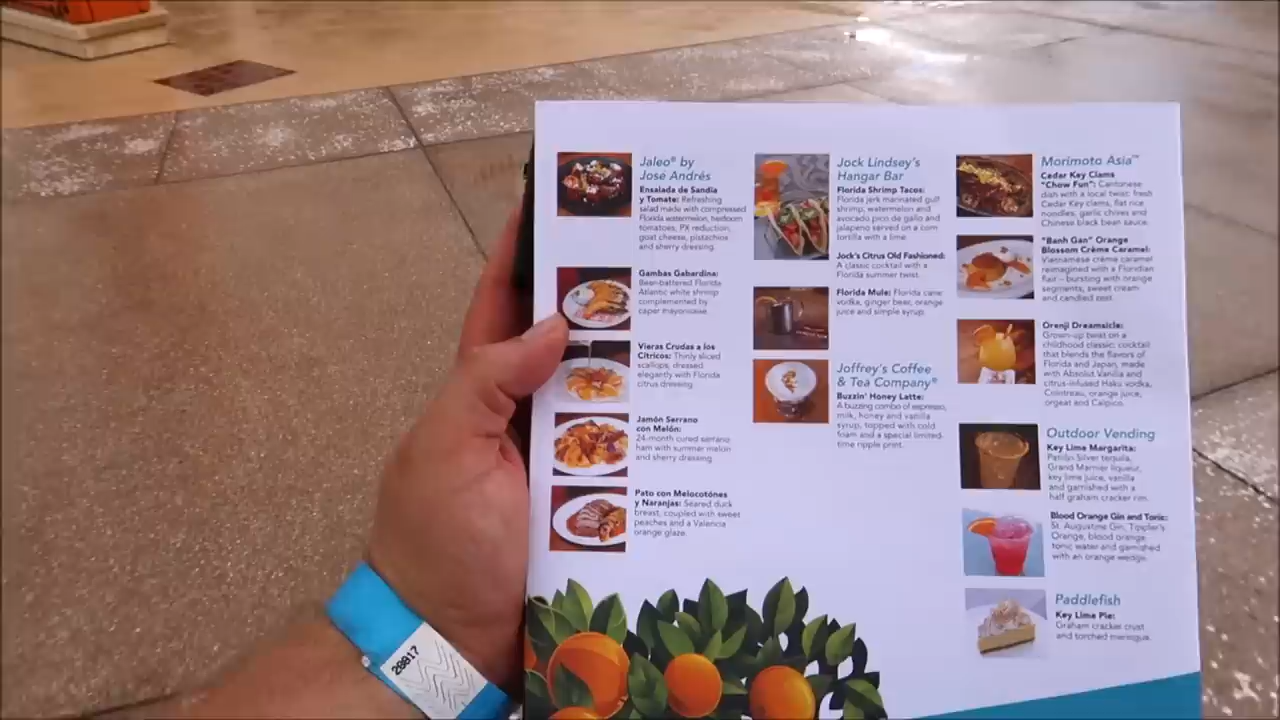 Jaleo® by
José Andrés
Ensalada de Sandia
y Tomate: Refreshing
salad made with compressed
Florida watermelon, heirloom
tomatoes, PX reduction,
goat cheese, pistachios
and sherry dressing.
Gambas Gabardina:
Beer-battered Florida
Atlantic white shrimp
complemented by
caper mayonnaise.
Vieras Crudas a los
Citricos: Thinly sliced
scallops, dressed
elegantly with Florida
citrus dressing.
Jamón Serrano
con Melón:
24-month cured serrano
ham with summer melon
and sherry dressing.
Pato con Melocotónes
y Naranjas: Seared duck
breast, coupled with sweet
peaches and a Valencia
orange glaze.
Jock Lindsey's
Hangar Bar
Florida Shrimp Tacos:
Florida jerk marinated gulf
shrimp, watermelon and
avocado pico de gallo and
jalapeño served on a corn
tortilla with a lime.
Jock's Citrus Old Fashioned:
A classic cocktail with a
Florida summer twist.
Florida Mule: Florida cane
vodka, ginger beer, orange
juice and simple syrup.
Joffrey's Coffee
& Tea Company®
Buzzin' Honey Latte:
A buzzing combo of espresso,
milk, honey and vanilla
syrup, topped with cold
foam and a special limited-
time ripple print.
Morimoto Asia™
Cedar Key Clams
"Chow Fun": Cantonese
dish with a local twist: fresh
Cedar Key clams, flat rice
noodles, garlic chives and
Chinese black bean sauce.
"Banh Gan" Orange
Blossom Crème Caramel:
Vietnamese crème caramel
reimagined with a Floridian
flair – bursting with orange
segments, sweet cream
and candied zest.
Orenji Dreamsicle:
Grown-up twist on a
childhood classic: cocktail
that blends the flavors of
Florida and Japan, made
with Absolut Vanilla and
citrus-infused Haku vodka,
Cointreau, orange juice,
orgeat and Calpico.
Outdoor Vending
Key Lime Margarita:
Patrón Silver tequila,
Grand Marnier liqueur,
key lime juice, vanilla
and garnished with a
half graham cracker rim.
Blood Orange Gin and Tonic:
St. Augustine Gin, Tippler's
Orange, blood orange
tonic water and garnished
with an orange wedge.
Paddlefish
Key Lime Pie:
Graham cracker crust
and torched meringue.
28817